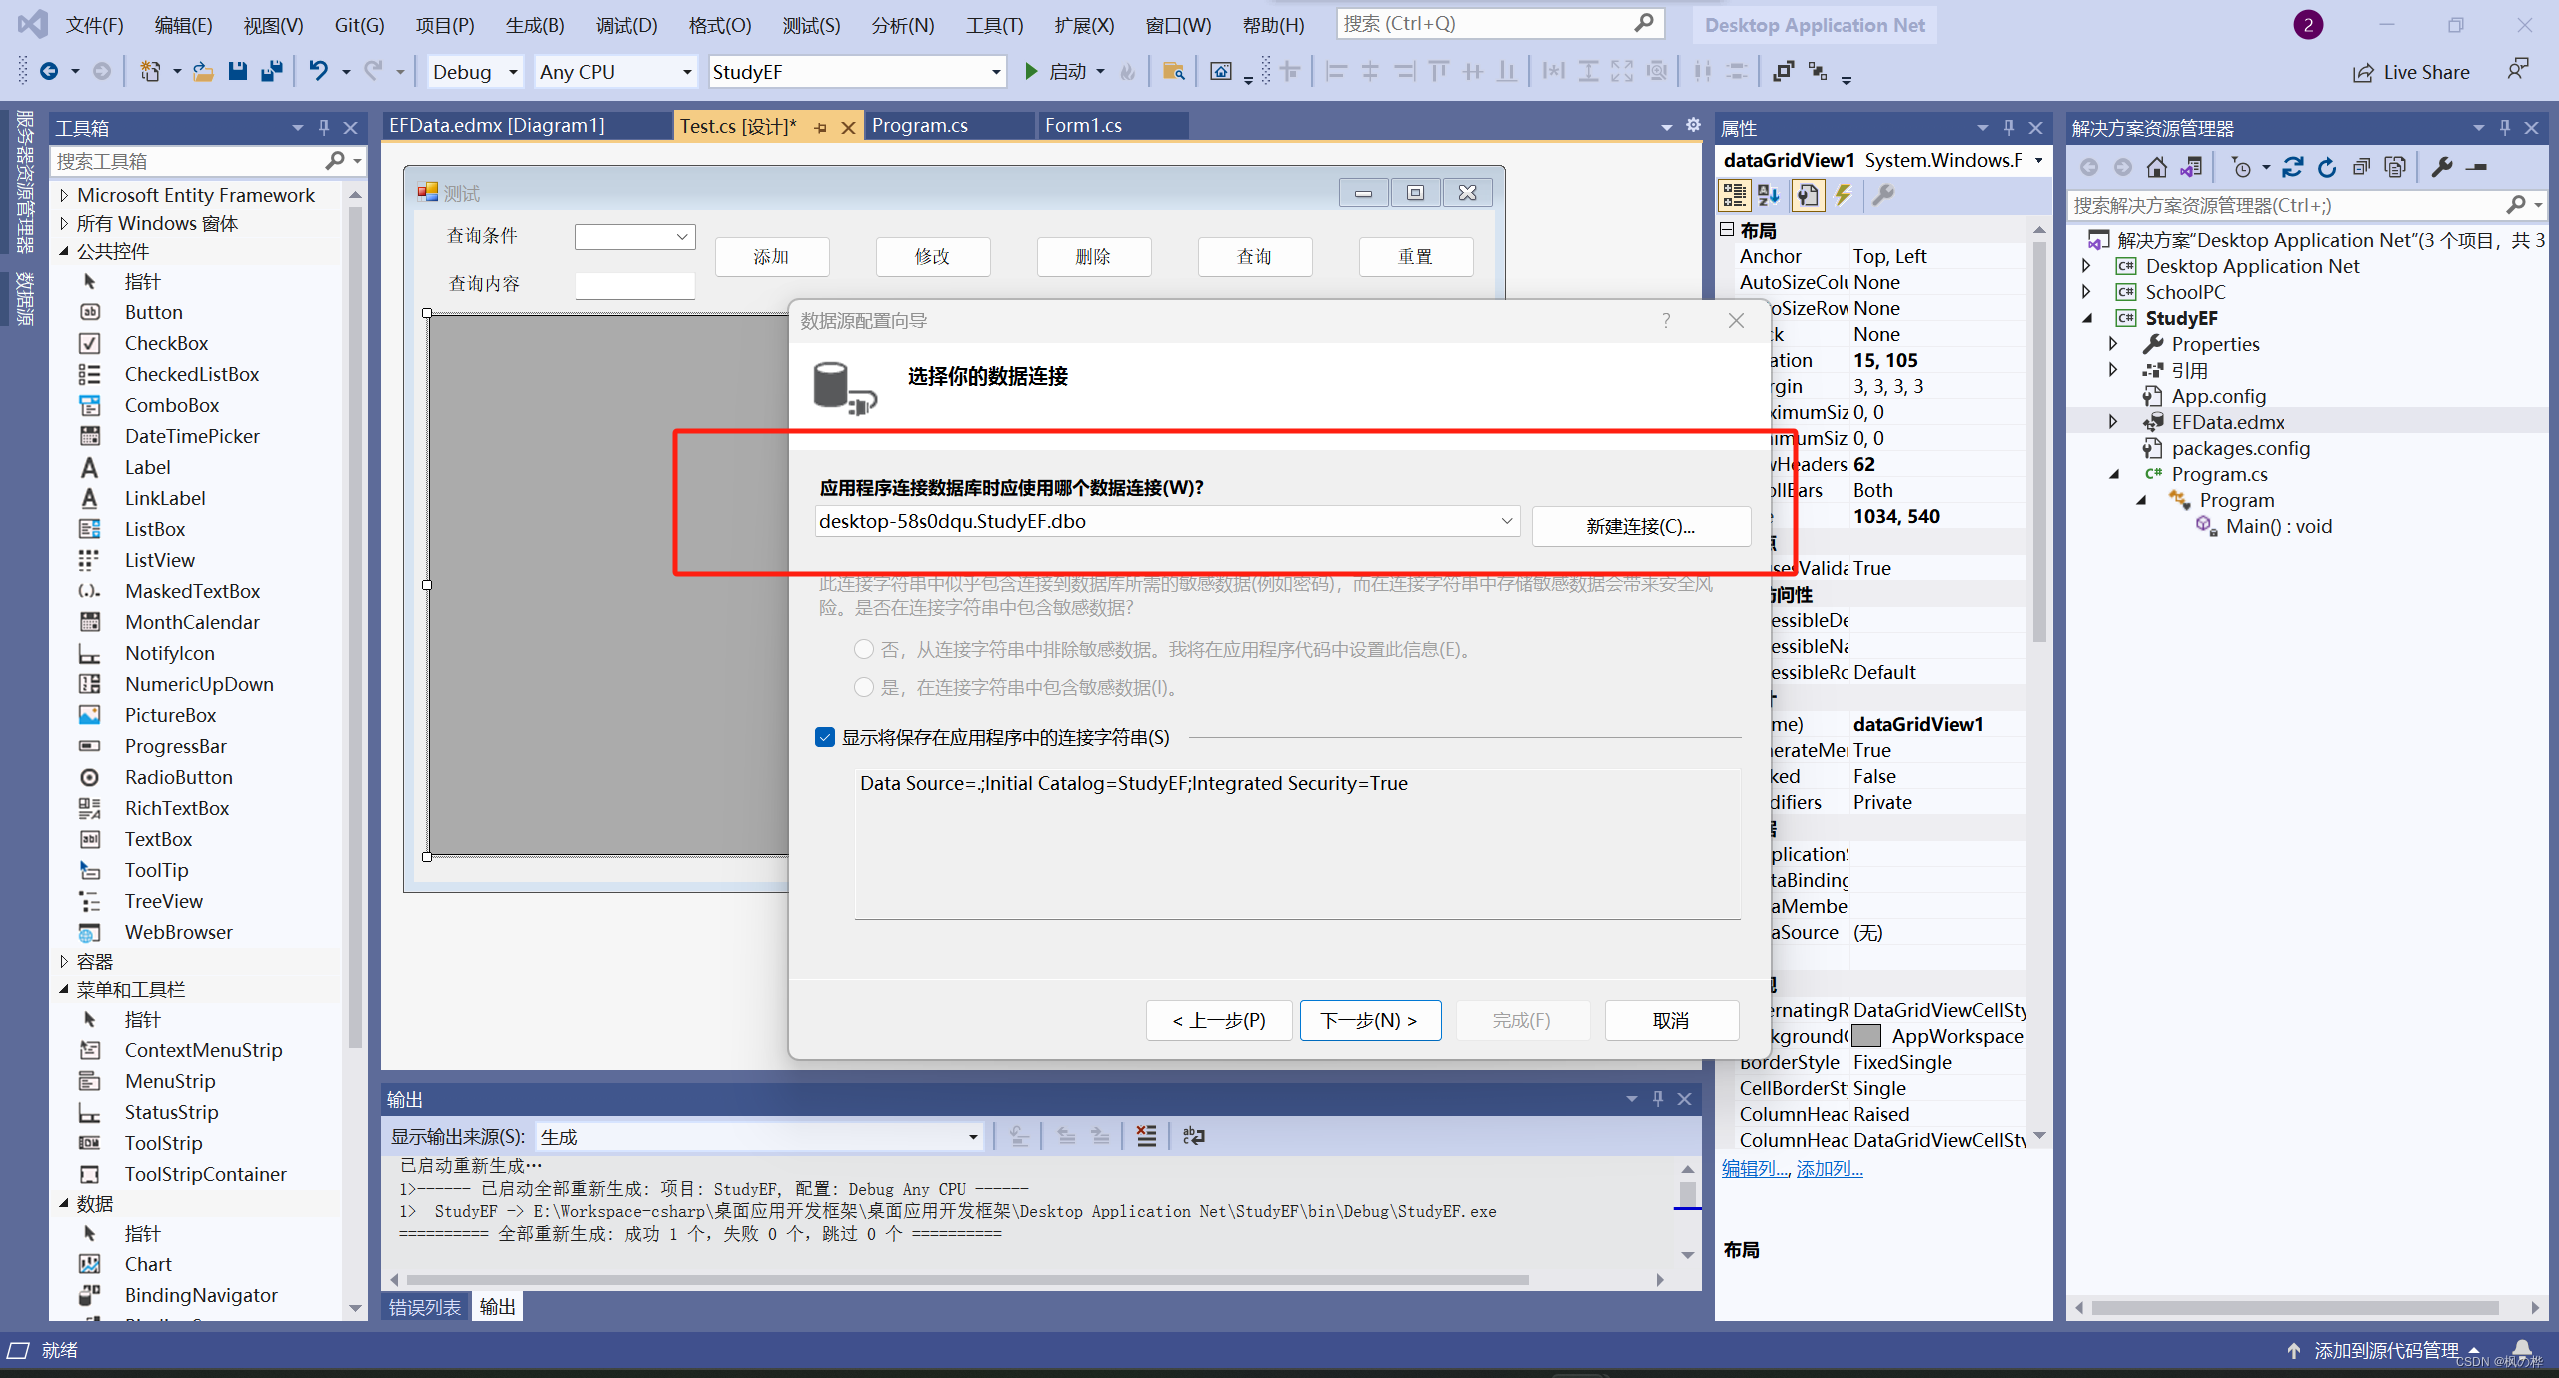 文件(F) 编辑(E) 视图(V) Git(G) 项目(P) 生成(B) 调试(D) 格式(O) 测试(S) 分析(N) 工具(T) 扩展(X) 窗口(W) 帮助(H) 搜索 (Ctrl+Q) Desktop Application Net 2
Debug Any CPU StudyEF 启动 Live Share
服务器资源管理器
数据源
工具箱
搜索工具箱
Microsoft Entity Framework
所有 Windows 窗体
公共控件
指针
Button
CheckBox
CheckedListBox
ComboBox
DateTimePicker
Label
LinkLabel
ListBox
ListView
MaskedTextBox
MonthCalendar
NotifyIcon
NumericUpDown
PictureBox
ProgressBar
RadioButton
RichTextBox
TextBox
ToolTip
TreeView
WebBrowser
容器
菜单和工具栏
指针
ContextMenuStrip
MenuStrip
StatusStrip
ToolStrip
ToolStripContainer
数据
指针
Chart
BindingNavigator
EFData.edmx [Diagram1] Test.cs [设计]* Program.cs Form1.cs
测试
查询条件 添加 修改 删除 查询 重置
查询内容
数据源配置向导 ?
选择你的数据连接
应用程序连接数据库时应使用哪个数据连接(W)?
desktop-58s0dqu.StudyEF.dbo 新建连接(C)...
此连接字符串中似乎包含连接到数据库所需的敏感数据(例如密码)，而在连接字符串中存储敏感数据会带来安全风
险。是否在连接字符串中包含敏感数据?
否，从连接字符串中排除敏感数据。我将在应用程序代码中设置此信息(E)。
是，在连接字符串中包含敏感数据(I)。
显示将保存在应用程序中的连接字符串(S)
Data Source=.;Initial Catalog=StudyEF;Integrated Security=True
< 上一步(P) 下一步(N) > 完成(F) 取消
输出
显示输出来源(S): 生成
已启动重新生成…
1>------ 已启动全部重新生成: 项目: StudyEF, 配置: Debug Any CPU ------
1> StudyEF -> E:\Workspace-csharp\桌面应用开发框架\桌面应用开发框架\Desktop Application Net\StudyEF\bin\Debug\StudyEF.exe
========== 全部重新生成: 成功 1 个，失败 0 个，跳过 0 个 ==========
错误列表 输出
属性
dataGridView1 System.Windows.F
布局
Anchor Top, Left
AutoSizeColu None
oSizeRow None
ck None
ation 15, 105
rgin 3, 3, 3, 3
ximumSiz 0, 0
nimumSiz 0, 0
wHeaders 62
ollBars Both
e 1034, 540
点
sesValida True
访问性
essibleDe
essibleNa
essibleRo Default
计
me) dataGridView1
nerateMe True
ked False
difiers Private
据
plicationS
taBinding
aMembe
aSource (无)
观
ernatingR DataGridViewCellSty
kgroundC AppWorkspace
BorderStyle FixedSingle
CellBorderSt Single
ColumnHeac Raised
ColumnHeac DataGridViewCellSty
编辑列..., 添加列...
布局
解决方案资源管理器
搜索解决方案资源管理器(Ctrl+;)
解决方案“Desktop Application Net”(3 个项目，共 3
C# Desktop Application Net
C# SchoolPC
C# StudyEF
Properties
引用
App.config
EFData.edmx
packages.config
C# Program.cs
Program
Main() : void
就绪 添加到源代码管理
CSDN @枫の桦